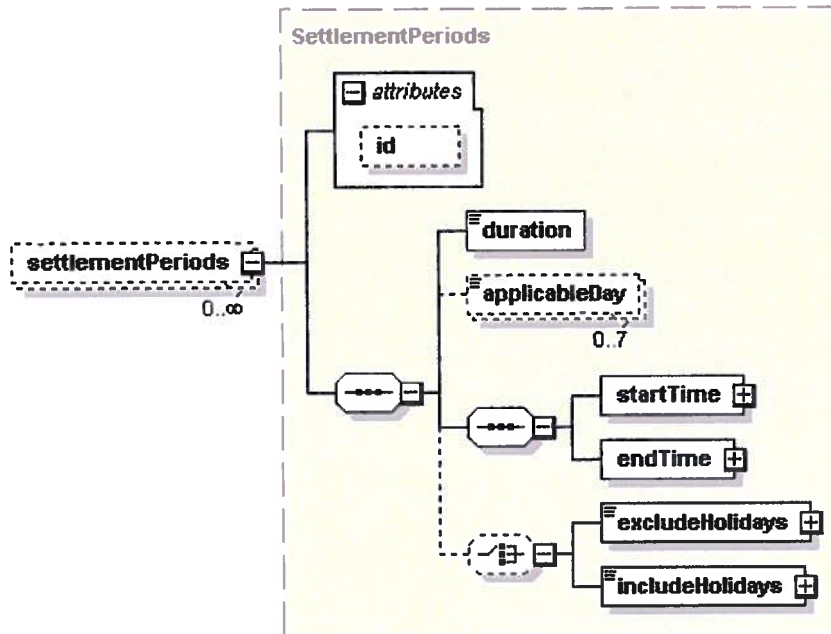 SettlementPeriods
attributes
id
duration
settlementPeriods
0..∞
applicableDay
0..7
startTime
endTime
excludeHolidays
includeHolidays